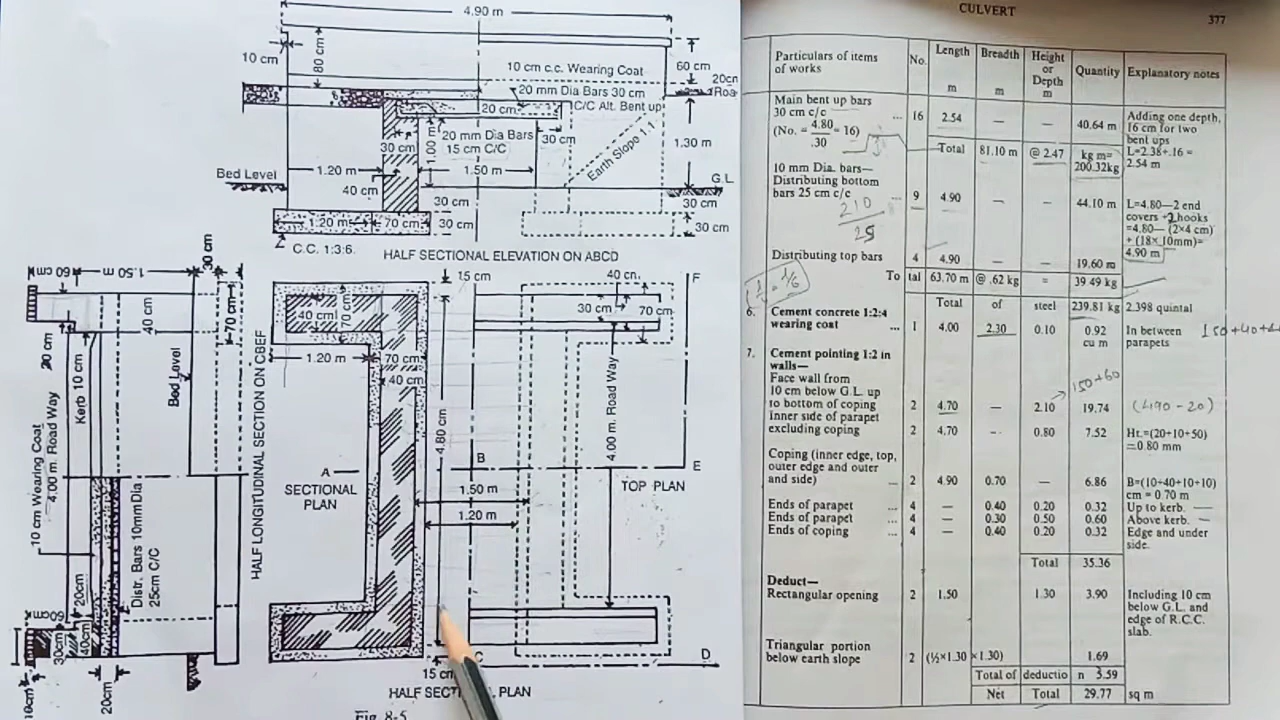 4.90 m
10 cm
80 cm
10 cm c.c. Wearing Coat
60 cm
20 mm Dia Bars 30 cm
C/C Alt. Bent up
20 cm
20 mm Dia Bars
15 cm C/C
30 cm
30 cm
1.00 m
Earth Slope 1:1
1.30 m
1.20 m
1.50 m
40 cm
Bed Level
G.L
30 cm
30 cm
30 cm
30 cm
1.20 m
70 cm
C.C. 1:3:6.
HALF SECTIONAL ELEVATION ON ABCD
60 cm
1.50 m
30 cm
40 cm
70 cm
20 cm
Kerb 10 cm
Bed Level
10 cm Wearing Coat
4.00 m. Road Way
Distr. Bars 10mmDia
25cm C/C
20cm
60cm
30cm
40cm
10cm
20cm
HALF LONGITUDINAL SECTION ON CBEF
15 cm
40 cm.
F
40 cm
70 cm
30 cm
70 cm
1.20 m
70 cm
40 cm
4.80 cm
4.00 m. Road Way
A
B
E
SECTIONAL
PLAN
TOP PLAN
1.50 m
1.20 m
C
D
15 cm
HALF SECT PLAN
Fig. 8-5
CULVERT
377
Particulars of items of works No. Length m Breadth m Height or Depth m Quantity Explanatory notes
Main bent up bars
30 cm c/c ... 16 2.54 — — 40.64 m Adding one depth, 16 cm for two bent ups
(No. = 4.80/.30 = 16)
Total 81.10 m @ 2.47 kg m= 200.32kg L=2.38+.16 = 2.54 m
10 mm Dia. bars—
Distributing bottom
bars 25 cm c/c ... 9 4.90 — — 44.10 m L=4.80—2 end covers +2 hooks =4.80— (2×4 cm) + (18×10mm)= 4.90 m
210
25
Distributing top bars 4 4.90 — — 19.60 m
To tal 63.70 m @ .62 kg = 39 49 kg
Total of steel 239.81 kg 2.398 quintal
6. Cement concrete 1:2:4
wearing coat ... 1 4.00 2.30 0.10 0.92 cu m In between parapets
7. Cement pointing 1:2 in
walls—
Face wall from
10 cm below G.L. up
to bottom of coping 2 4.70 — 2.10 19.74
150+60
(490-20)
Inner side of parapet
excluding coping 2 4.70 — 0.80 7.52 Ht.=(20+10+50) =0.80 mm
Coping (inner edge, top,
outer edge and outer
and side) ... 2 4.90 0.70 — 6.86 B=(10+40+10+10) cm = 0.70 m
Ends of parapet ... 4 — 0.40 0.20 0.32 Up to kerb. —
Ends of parapet ... 4 — 0.30 0.50 0.60 Above kerb. —
Ends of coping ... 4 — 0.40 0.20 0.32 Edge and under side.
Total 35.36
Deduct—
Rectangular opening 2 1.50 1.30 3.90 Including 10 cm below G.L. and edge of R.C.C. slab.
Triangular portion
below earth slope 2 (½×1.30 ×1.30) 1.69
Total of deductio n 3.59
Net Total 29.77 sq m